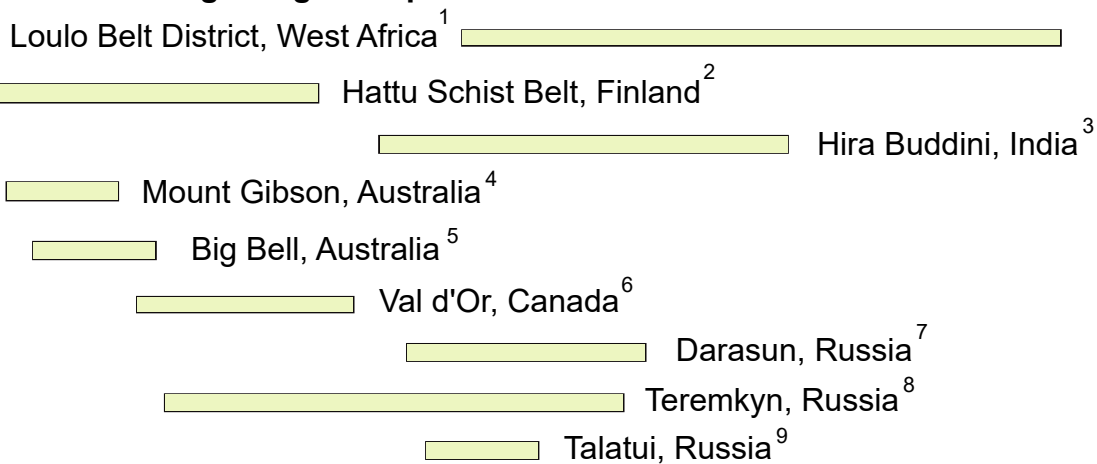 Loulo Belt District, West Africa¹
Hattu Schist Belt, Finland²
Hira Buddini, India³
Mount Gibson, Australia⁴
Big Bell, Australia⁵
Val d'Or, Canada⁶
Darasun, Russia⁷
Teremkyn, Russia⁸
Talatui, Russia⁹